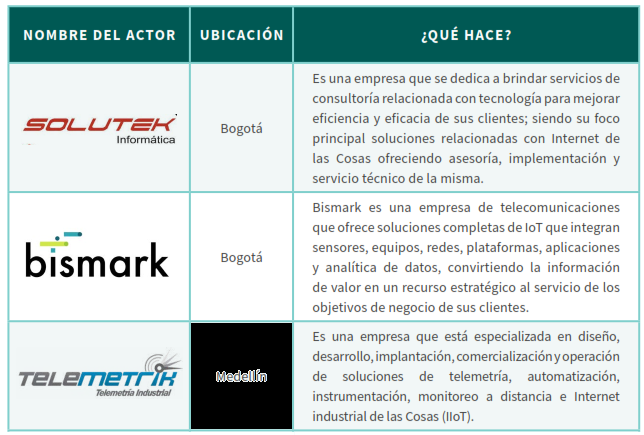 NOMBRE DEL ACTOR
UBICACIÓN
¿QUÉ HACE?
SOLUTEK
Informática
Bogotá
Es una empresa que se dedica a brindar servicios de
consultoría relacionada con tecnología para mejorar
eficiencia y eficacia de sus clientes; siendo su foco
principal soluciones relacionadas con Internet de
las Cosas ofreciendo asesoría, implementación y
servicio técnico de la misma.
bismark
Bogotá
Bismark es una empresa de telecomunicaciones
que ofrece soluciones completas de IoT que integran
sensores, equipos, redes, plataformas, aplicaciones
y analítica de datos, convirtiendo la información
de valor en un recurso estratégico al servicio de los
objetivos de negocio de sus clientes.
TELEMETRIK
Telemetría Industrial
Medellín
Es una empresa que está especializada en diseño,
desarrollo, implantación, comercialización y operación
de soluciones de telemetría, automatización,
instrumentación, monitoreo a distancia e Internet
industrial de las Cosas (IIoT).